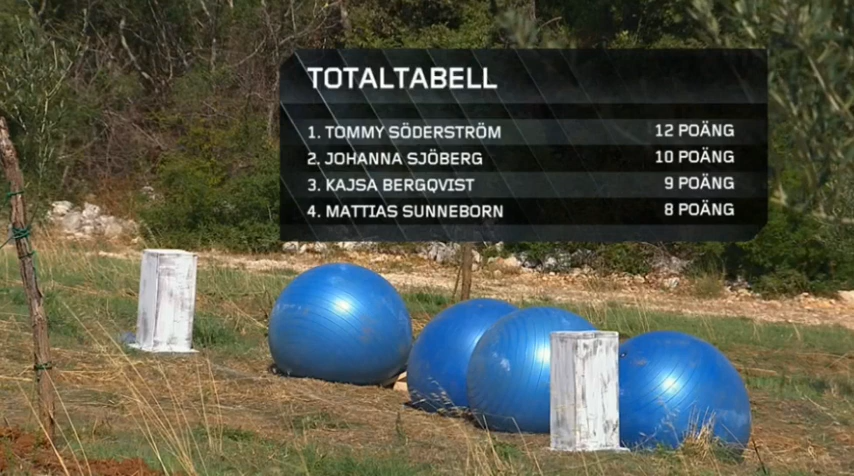 TOTALTABELL
1. TOMMY SÖDERSTRÖM 12 POÄNG
2. JOHANNA SJÖBERG 10 POÄNG
3. KAJSA BERGQVIST 9 POÄNG
4. MATTIAS SUNNEBORN 8 POÄNG